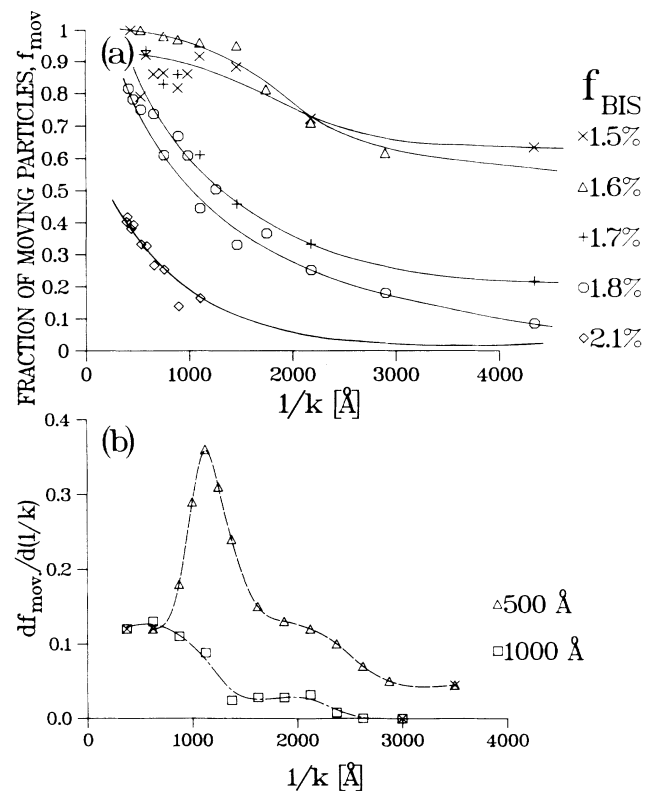 (a)
FRACTION OF MOVING PARTICLES, f_mov
1
0.9
0.8
0.7
0.6
0.5
0.4
0.3
0.2
0.1
0
0 1000 2000 3000 4000
1/k [Å]
f_BIS
×1.5%
△1.6%
+1.7%
○1.8%
◇2.1%
(b)
df_mov./d(1/k)
0.4
0.3
0.2
0.1
0.0
0 1000 2000 3000 4000
1/k [Å]
△500 Å
□1000 Å